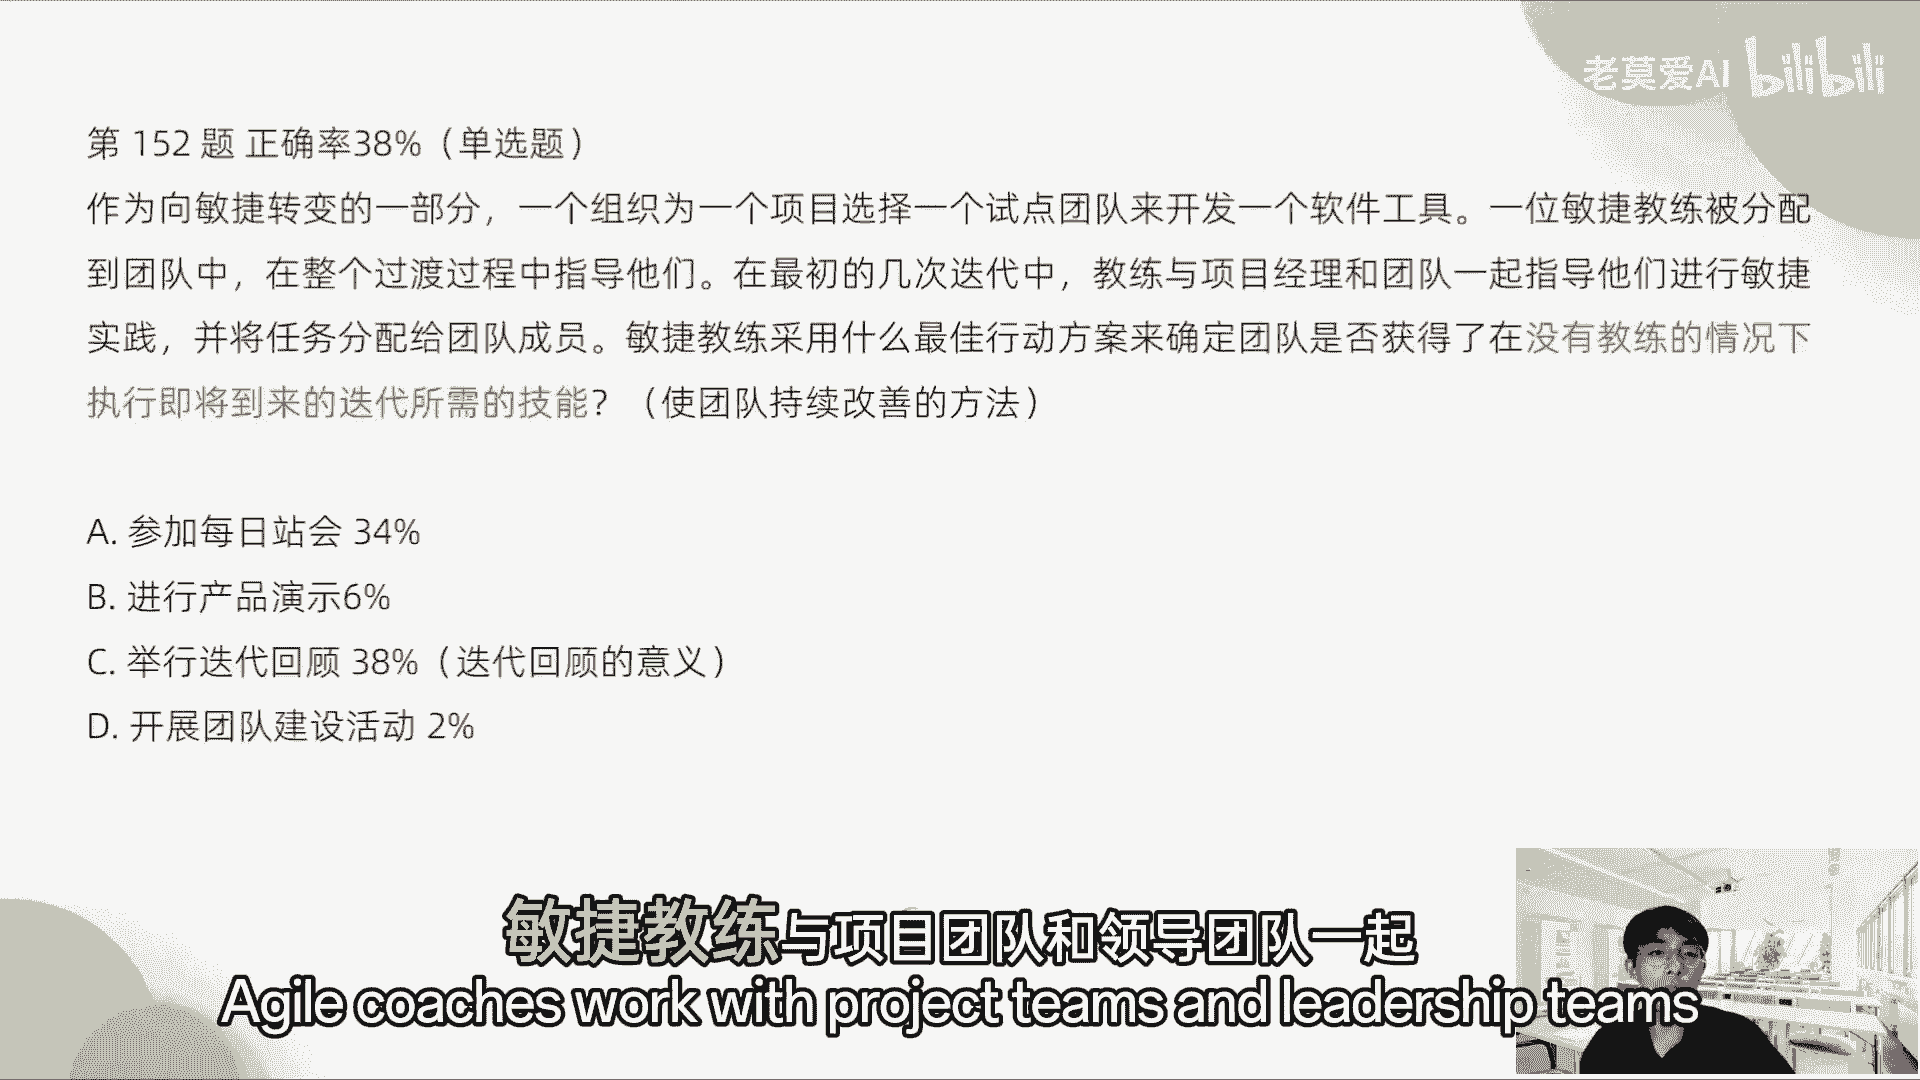 老莫爱AI bilibili
第 152 题 正确率38%（单选题）
作为向敏捷转变的一部分，一个组织为一个项目选择一个试点团队来开发一个软件工具。一位敏捷教练被分配
到团队中，在整个过渡过程中指导他们。在最初的几次迭代中，教练与项目经理和团队一起指导他们进行敏捷
实践，并将任务分配给团队成员。敏捷教练采用什么最佳行动方案来确定团队是否获得了在没有教练的情况下
执行即将到来的迭代所需的技能？（使团队持续改善的方法）
A. 参加每日站会 34%
B. 进行产品演示6%
C. 举行迭代回顾 38%（迭代回顾的意义）
D. 开展团队建设活动 2%
敏捷教练与项目团队和领导团队一起
Agile coaches work with project teams and leadership teams